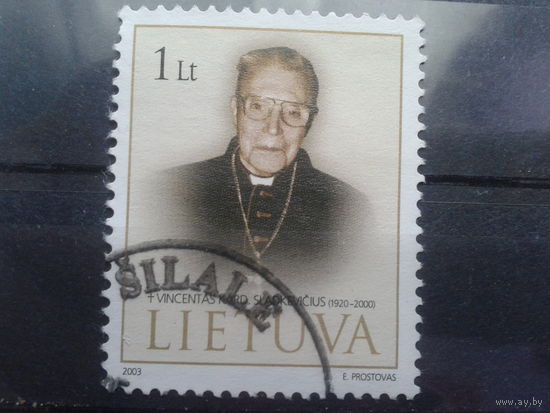 1 Lt
ŠILALĖ
✝ VINCENTAS KARD. SLADKEVIČIUS (1920–2000)
LIETUVA
2003 E. PROSTOVAS
www.ay.by